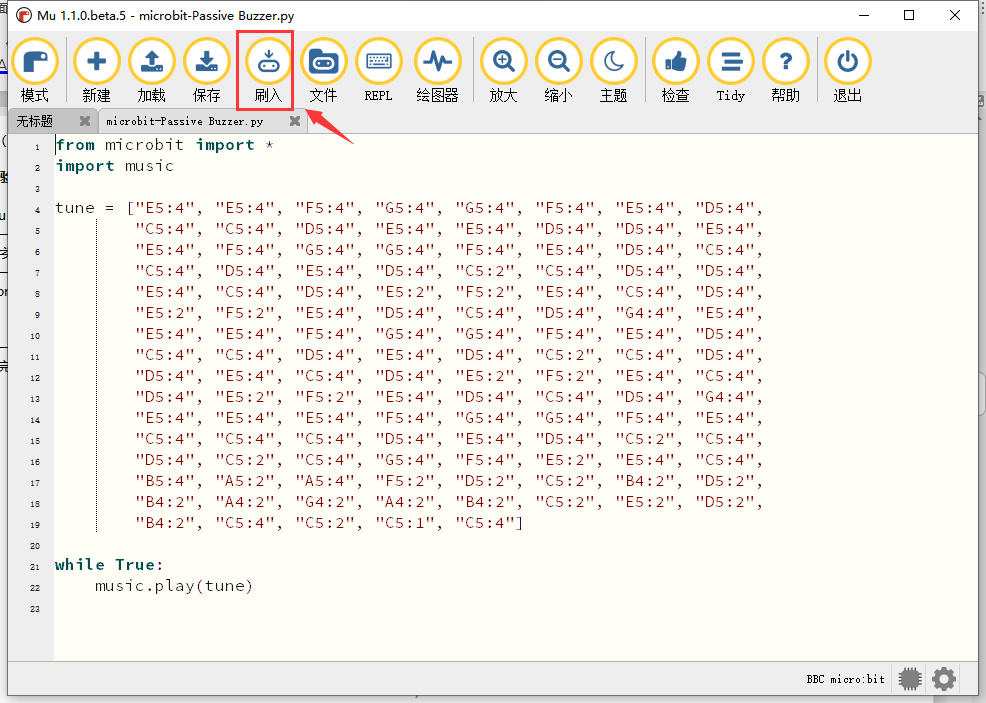 Mu 1.1.0.beta.5 - microbit-Passive Buzzer.py
模式 新建 加载 保存 刷入 文件 REPL 绘图器 放大 缩小 主题 检查 Tidy 帮助 退出
无标题 microbit-Passive Buzzer.py
1 from microbit import *
2 import music
3
4 tune = ["E5:4", "E5:4", "F5:4", "G5:4", "G5:4", "F5:4", "E5:4", "D5:4",
5 "C5:4", "C5:4", "D5:4", "E5:4", "E5:4", "D5:4", "D5:4", "E5:4",
6 "E5:4", "F5:4", "G5:4", "G5:4", "F5:4", "E5:4", "D5:4", "C5:4",
7 "C5:4", "D5:4", "E5:4", "D5:4", "C5:2", "C5:4", "D5:4", "D5:4",
8 "E5:4", "C5:4", "D5:4", "E5:2", "F5:2", "E5:4", "C5:4", "D5:4",
9 "E5:2", "F5:2", "E5:4", "D5:4", "C5:4", "D5:4", "G4:4", "E5:4",
10 "E5:4", "E5:4", "F5:4", "G5:4", "G5:4", "F5:4", "E5:4", "D5:4",
11 "C5:4", "C5:4", "D5:4", "E5:4", "D5:4", "C5:2", "C5:4", "D5:4",
12 "D5:4", "E5:4", "C5:4", "D5:4", "E5:2", "F5:2", "E5:4", "C5:4",
13 "D5:4", "E5:2", "F5:2", "E5:4", "D5:4", "C5:4", "D5:4", "G4:4",
14 "E5:4", "E5:4", "E5:4", "F5:4", "G5:4", "G5:4", "F5:4", "E5:4",
15 "C5:4", "C5:4", "C5:4", "D5:4", "E5:4", "D5:4", "C5:2", "C5:4",
16 "D5:4", "C5:2", "C5:4", "G5:4", "F5:4", "E5:2", "E5:4", "C5:4",
17 "B5:4", "A5:2", "A5:4", "F5:2", "D5:2", "C5:2", "B4:2", "D5:2",
18 "B4:2", "A4:2", "G4:2", "A4:2", "B4:2", "C5:2", "E5:2", "D5:2",
19 "B4:2", "C5:4", "C5:2", "C5:1", "C5:4"]
20
21 while True:
22 music.play(tune)
23
BBC micro:bit